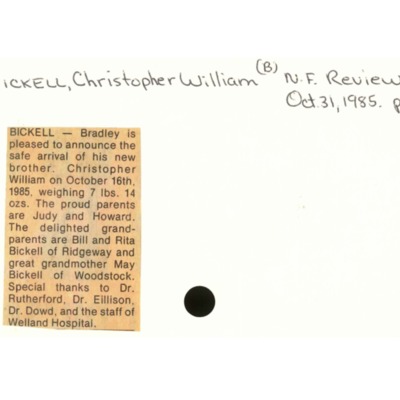 ICKELL, Christopher William (B) N.F. Review
Oct. 31, 1985. p
BICKELL — Bradley is
pleased to announce the
safe arrival of his new
brother. Christopher
William on October 16th,
1985, weighing 7 lbs. 14
ozs. The proud parents
are Judy and Howard.
The delighted grand-
parents are Bill and Rita
Bickell of Ridgeway and
great grandmother May
Bickell of Woodstock.
Special thanks to Dr.
Rutherford, Dr. Eillison,
Dr. Dowd, and the staff of
Welland Hospital.